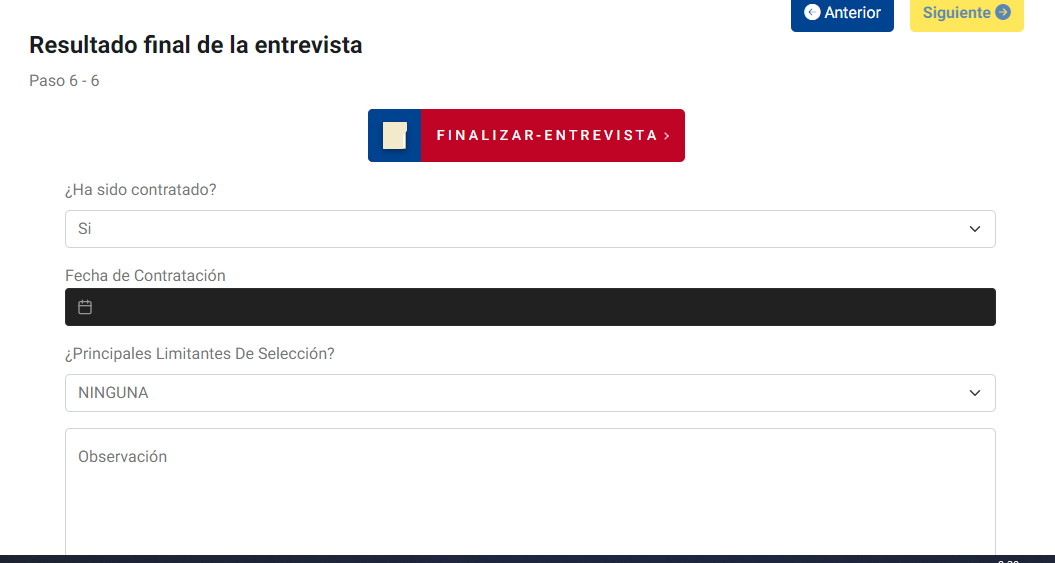 Anterior
Siguiente
Resultado final de la entrevista
Paso 6 - 6
FINALIZAR-ENTREVISTA
¿Ha sido contratado?
Si
Fecha de Contratación
¿Principales Limitantes De Selección?
NINGUNA
Observación